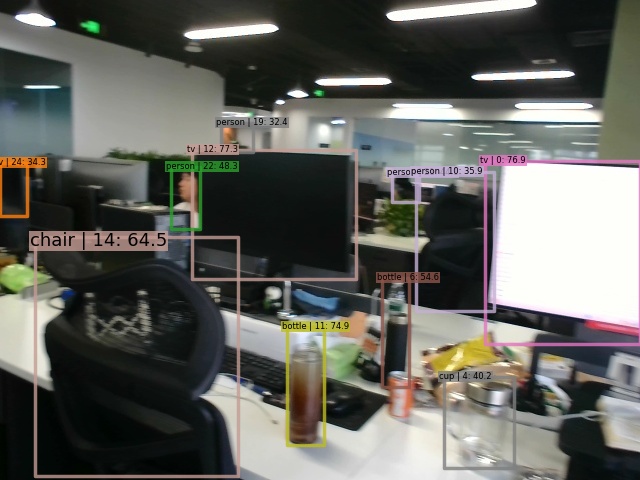 person | 19: 32.4
tv | 12: 77.3
v | 24: 34.3
person | 22: 48.3
perso
person | 10: 35.9
tv | 0: 76.9
chair | 14: 64.5
bottle | 6: 54.6
bottle | 11: 74.9
cup | 4: 40.2